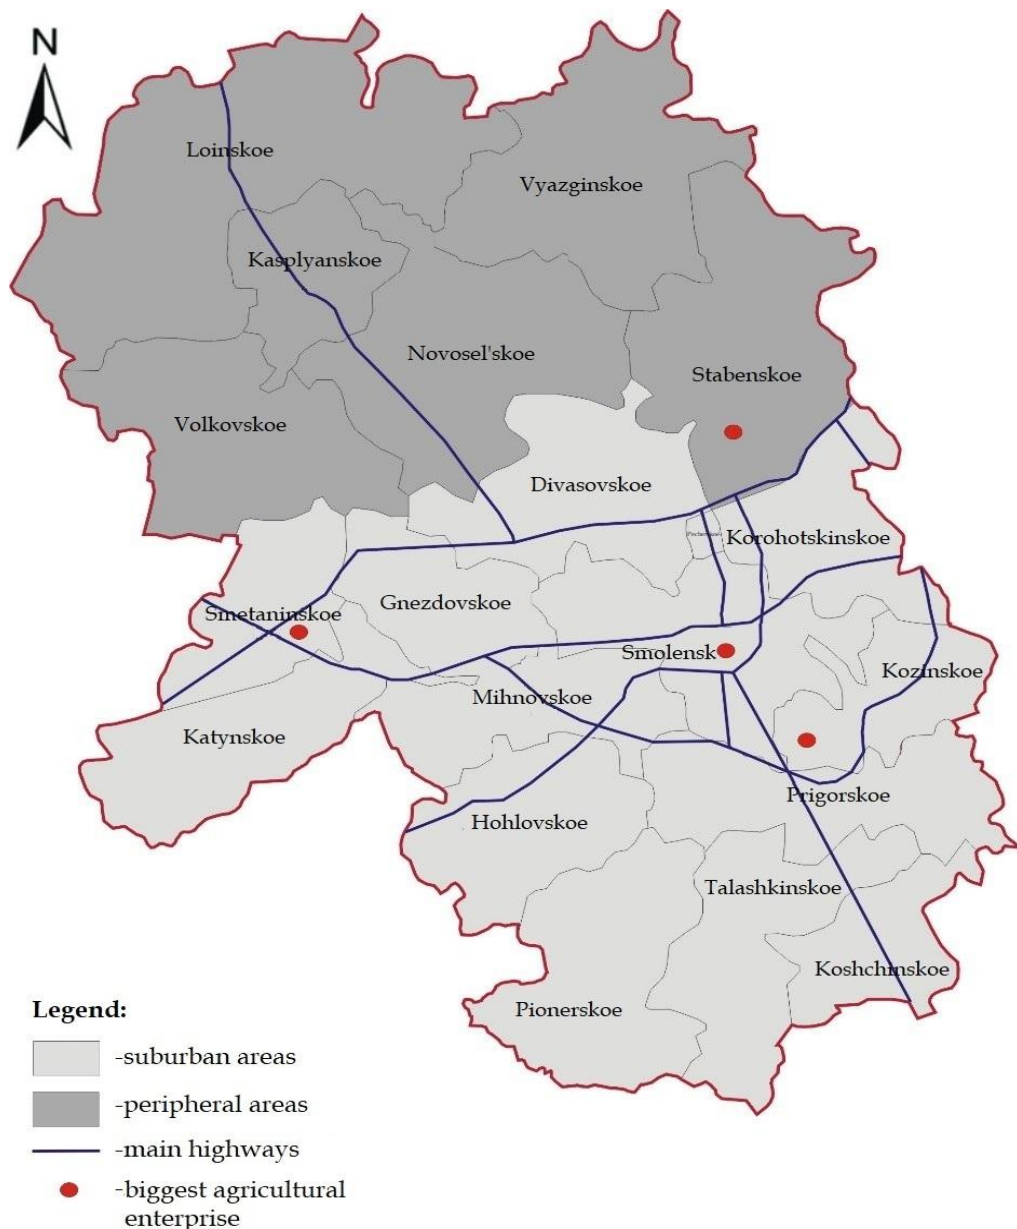 N
Loinskoe
Vyazginskoe
Kasplyanskoe
Novosel'skoe
Stabenskoe
Volkovskoe
Divasovskoe
Korohotskinskoe
Gnezdovskoe
Smetaninskoe
Smolensk
Kozinskoe
Mihnovskoe
Katynskoe
Prigorskoe
Hohlovskoe
Talashkinskoe
Koshchinskoe
Pionerskoe
Legend:
-suburban areas
-peripheral areas
-main highways
-biggest agricultural
enterprise